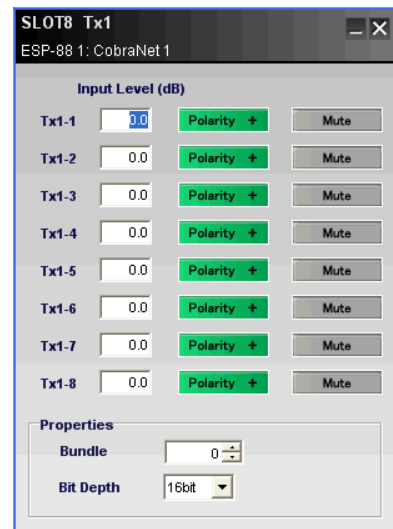 SLOT8 Tx1
ESP-88 1: CobraNet 1
Input Level (dB)
Tx1-1 0.0 Polarity + Mute
Tx1-2 0.0 Polarity + Mute
Tx1-3 0.0 Polarity + Mute
Tx1-4 0.0 Polarity + Mute
Tx1-5 0.0 Polarity + Mute
Tx1-6 0.0 Polarity + Mute
Tx1-7 0.0 Polarity + Mute
Tx1-8 0.0 Polarity + Mute
Properties
Bundle 0
Bit Depth 16bit